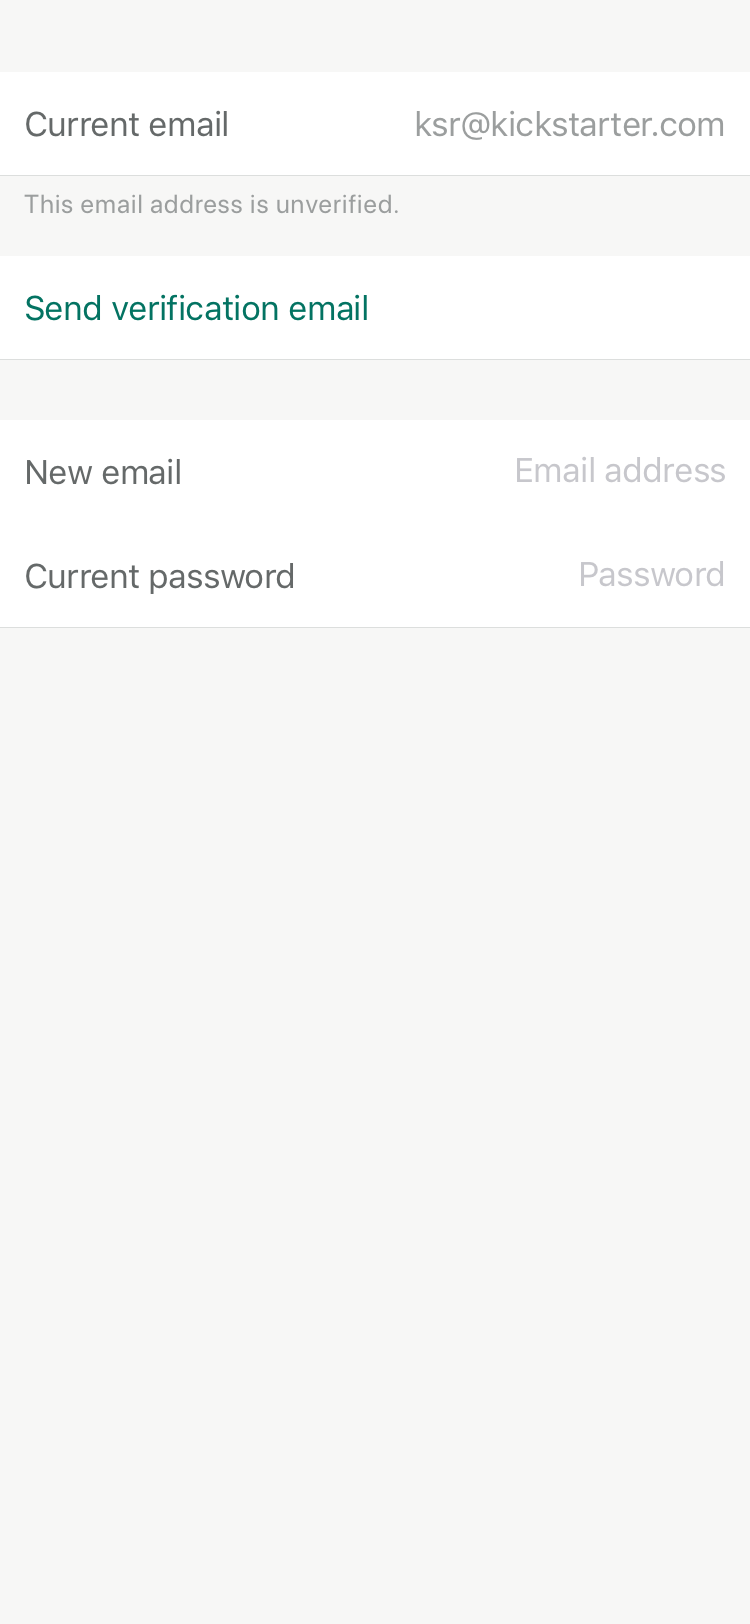 Current email ksr@kickstarter.com
This email address is unverified.
Send verification email
New email Email address
Current password Password